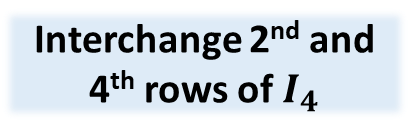 Interchange 2ⁿᵈ and
4ᵗʰ rows of 𝑰₄